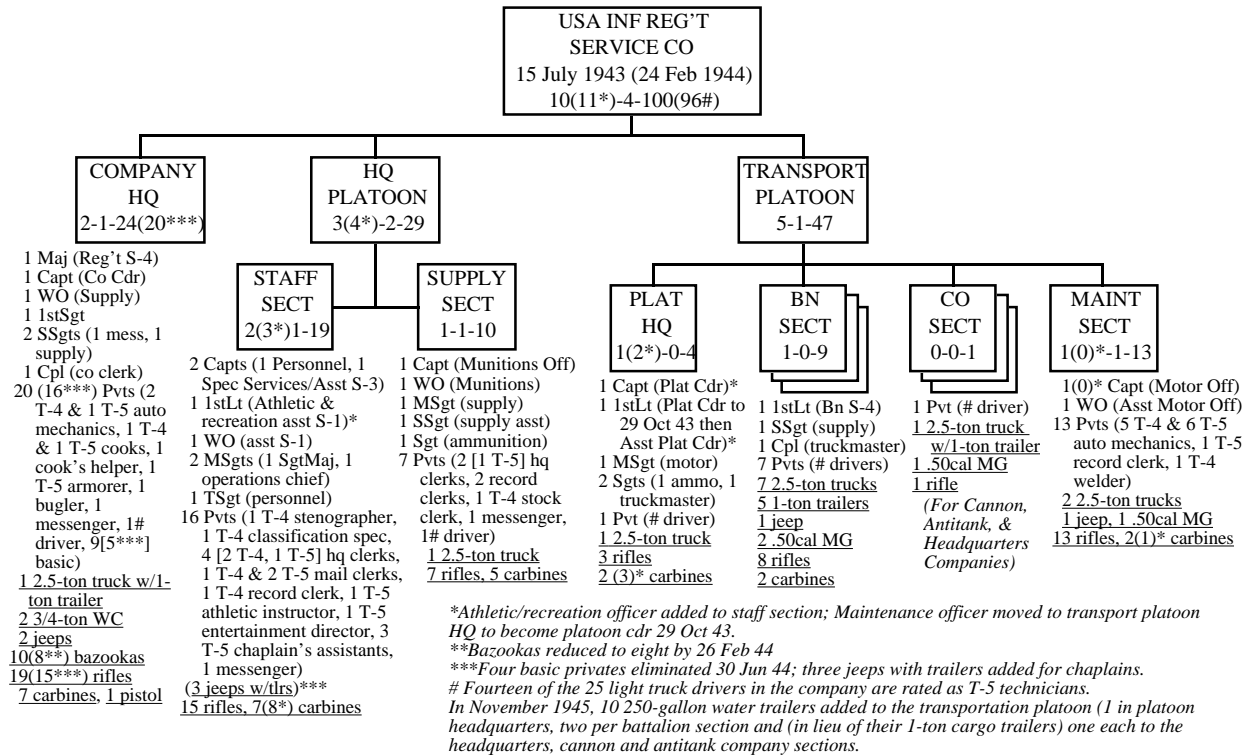 USA INF REG'T
SERVICE CO
15 July 1943 (24 Feb 1944)
10(11*)-4-100(96#)
COMPANY
HQ
2-1-24(20***)
1 Maj (Reg't S-4)
1 Capt (Co Cdr)
1 WO (Supply)
1 1stSgt
2 SSgts (1 mess, 1
supply)
1 Cpl (co clerk)
20 (16***) Pvts (2
T-4 & 1 T-5 auto
mechanics, 1 T-4
& 1 T-5 cooks, 1
cook's helper, 1
T-5 armorer, 1
bugler, 1
messenger, 1#
driver, 9[5***]
basic)
1 2.5-ton truck w/1-
ton trailer
2 3/4-ton WC
2 jeeps
10(8**) bazookas
19(15***) rifles
7 carbines, 1 pistol
HQ
PLATOON
3(4*)-2-29
STAFF
SECT
2(3*)1-19
2 Capts (1 Personnel, 1
Spec Services/Asst S-3)
1 1stLt (Athletic &
recreation asst S-1)*
1 WO (asst S-1)
2 MSgts (1 SgtMaj, 1
operations chief)
1 TSgt (personnel)
16 Pvts (1 T-4 stenographer,
1 T-4 classification spec,
4 [2 T-4, 1 T-5] hq clerks,
1 T-4 & 2 T-5 mail clerks,
1 T-4 record clerk, 1 T-5
athletic instructor, 1 T-5
entertainment director, 3
T-5 chaplain's assistants,
1 messenger)
(3 jeeps w/tlrs)***
15 rifles, 7(8*) carbines
SUPPLY
SECT
1-1-10
1 Capt (Munitions Off)
1 WO (Munitions)
1 MSgt (supply)
1 SSgt (supply asst)
1 Sgt (ammunition)
7 Pvts (2 [1 T-5] hq
clerks, 2 record
clerks, 1 T-4 stock
clerk, 1 messenger,
1# driver)
1 2.5-ton truck
7 rifles, 5 carbines
TRANSPORT
PLATOON
5-1-47
PLAT
HQ
1(2*)-0-4
1 Capt (Plat Cdr)*
1 1stLt (Plat Cdr to
29 Oct 43 then
Asst Plat Cdr)*
1 MSgt (motor)
2 Sgts (1 ammo, 1
truckmaster)
1 Pvt (# driver)
1 2.5-ton truck
3 rifles
2 (3)* carbines
BN
SECT
1-0-9
1 1stLt (Bn S-4)
1 SSgt (supply)
1 Cpl (truckmaster)
7 Pvts (# drivers)
7 2.5-ton trucks
5 1-ton trailers
1 jeep
2 .50cal MG
8 rifles
2 carbines
CO
SECT
0-0-1
1 Pvt (# driver)
1 2.5-ton truck
w/1-ton trailer
1 .50cal MG
1 rifle
(For Cannon,
Antitank, &
Headquarters
Companies)
MAINT
SECT
1(0)*-1-13
1(0)* Capt (Motor Off)
1 WO (Asst Motor Off)
13 Pvts (5 T-4 & 6 T-5
auto mechanics, 1 T-5
record clerk, 1 T-4
welder)
2 2.5-ton trucks
1 jeep, 1 .50cal MG
13 rifles, 2(1)* carbines
*Athletic/recreation officer added to staff section; Maintenance officer moved to transport platoon
HQ to become platoon cdr 29 Oct 43.
**Bazookas reduced to eight by 26 Feb 44
***Four basic privates eliminated 30 Jun 44; three jeeps with trailers added for chaplains.
# Fourteen of the 25 light truck drivers in the company are rated as T-5 technicians.
In November 1945, 10 250-gallon water trailers added to the transportation platoon (1 in platoon
headquarters, two per battalion section and (in lieu of their 1-ton cargo trailers) one each to the
headquarters, cannon and antitank company sections.